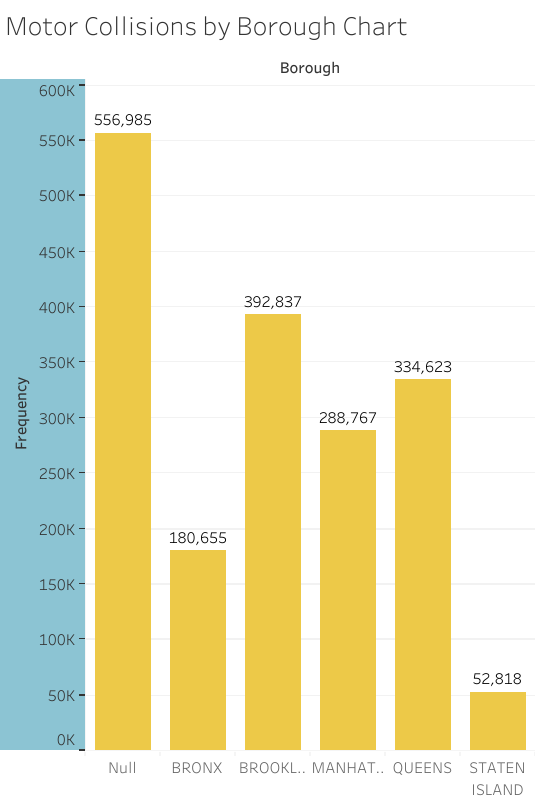 Motor Collisions by Borough Chart
Borough
600K
550K
500K
450K
400K
350K
300K
250K
200K
150K
100K
50K
0K
Frequency
556,985
180,655
392,837
288,767
334,623
52,818
Null
BRONX
BROOKL..
MANHAT..
QUEENS
STATEN
ISLAND